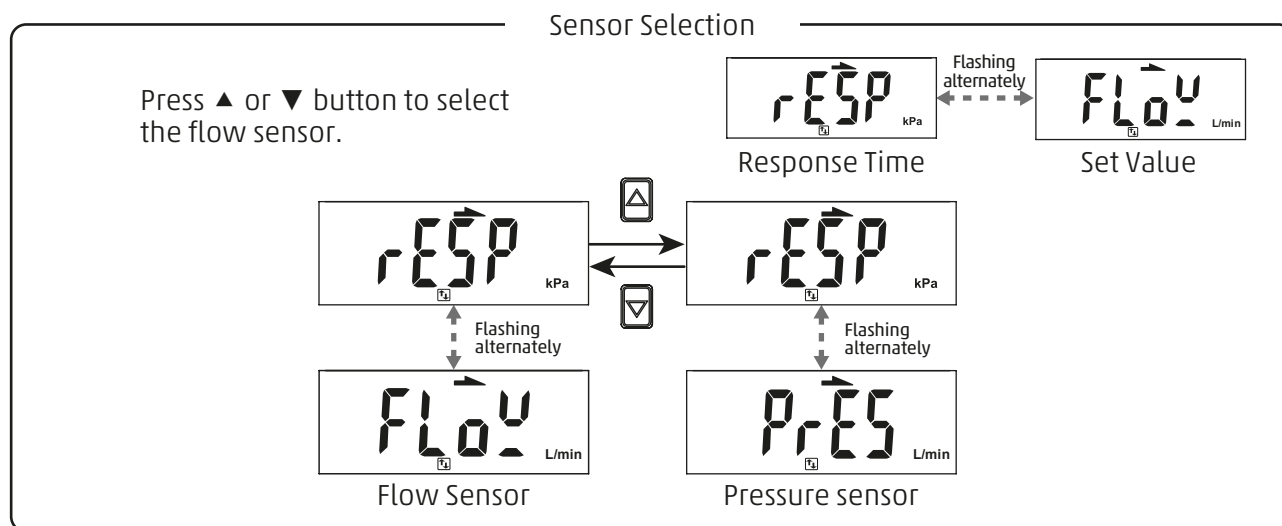 Sensor Selection
Press ▲ or ▼ button to select
the flow sensor.
rESP
kPa
Flashing
alternately
FLoW
L/min
Response Time
Set Value
rESP
kPa
rESP
kPa
Flashing
alternately
Flashing
alternately
FLoW
L/min
PrES
L/min
Flow Sensor
Pressure sensor